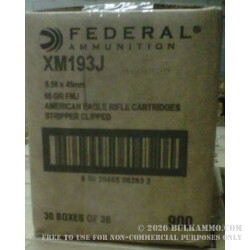 FEDERAL
AMMUNITION
XM193J
5.56 x 45mm
55 GR FMJ
AMERICAN EAGLE RIFLE CARTRIDGES
STRIPPER CLIPPED
30 BOXES OF 30
900
© 2026 BULKAMMO.COM
FREE TO USE FOR NON-COMMERCIAL PURPOSES ONLY